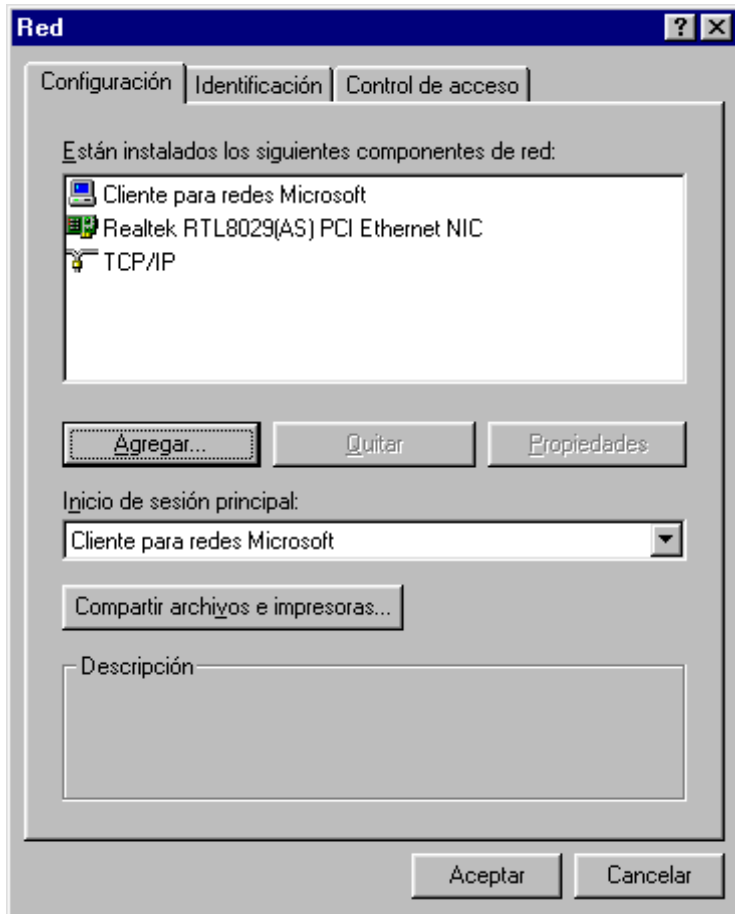 Red
Configuración
Identificación
Control de acceso
Están instalados los siguientes componentes de red:
Cliente para redes Microsoft
Realtek RTL8029(AS) PCI Ethernet NIC
TCP/IP
Agregar...
Quitar
Propiedades
Inicio de sesión principal:
Cliente para redes Microsoft
Compartir archivos e impresoras...
Descripción
Aceptar
Cancelar